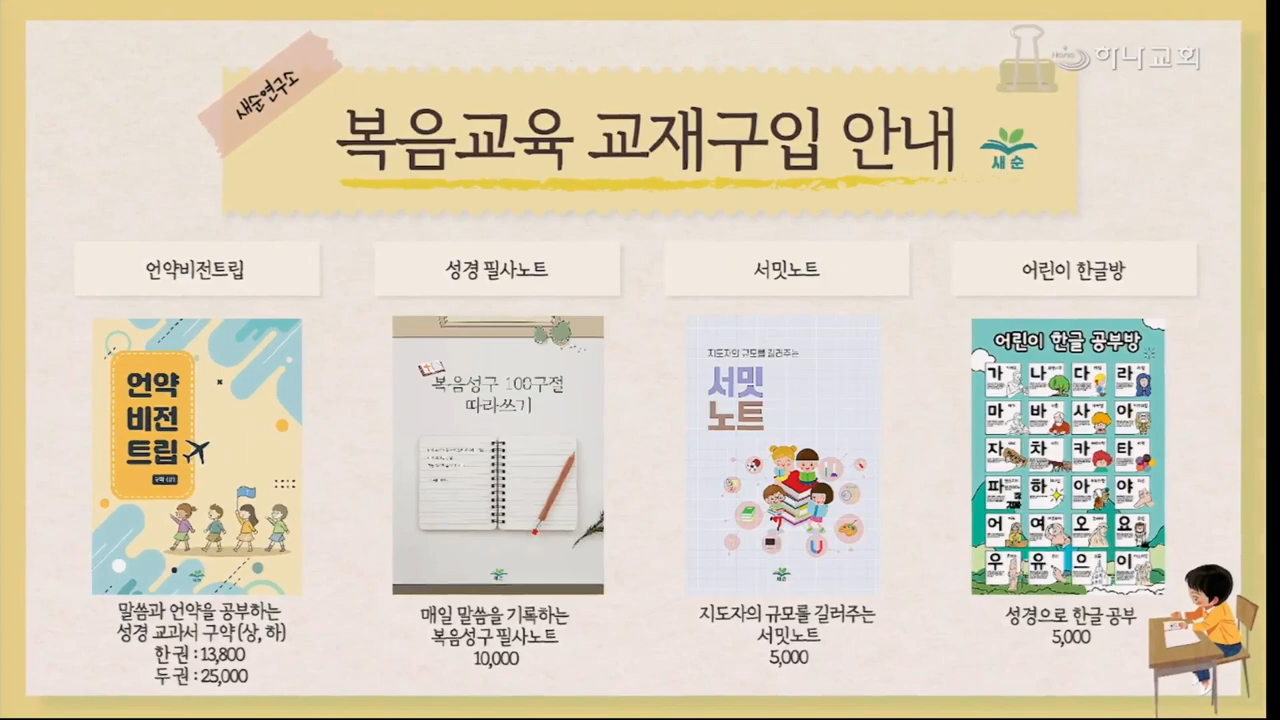 하나교회
새순연구소
복음교육 교재구입 안내
새순
언약비전트립
성경 필사노트
서밋노트
어린이 한글방
언약
비전
트립
복음성구 100구절
따라쓰기
지도자의 규모를 길러주는
서밋
노트
어린이 한글 공부방
가 나 다 라
마 바 사 아
자 차 카 타
파 하 아 야
어 여 오 요
우 유 으 이
말씀과 언약을 공부하는
성경 교과서 구약(상, 하)
한 권 : 13,800
두 권 : 25,000
매일 말씀을 기록하는
복음성구 필사노트
10,000
지도자의 규모를 길러주는
서밋노트
5,000
성경으로 한글 공부
5,000